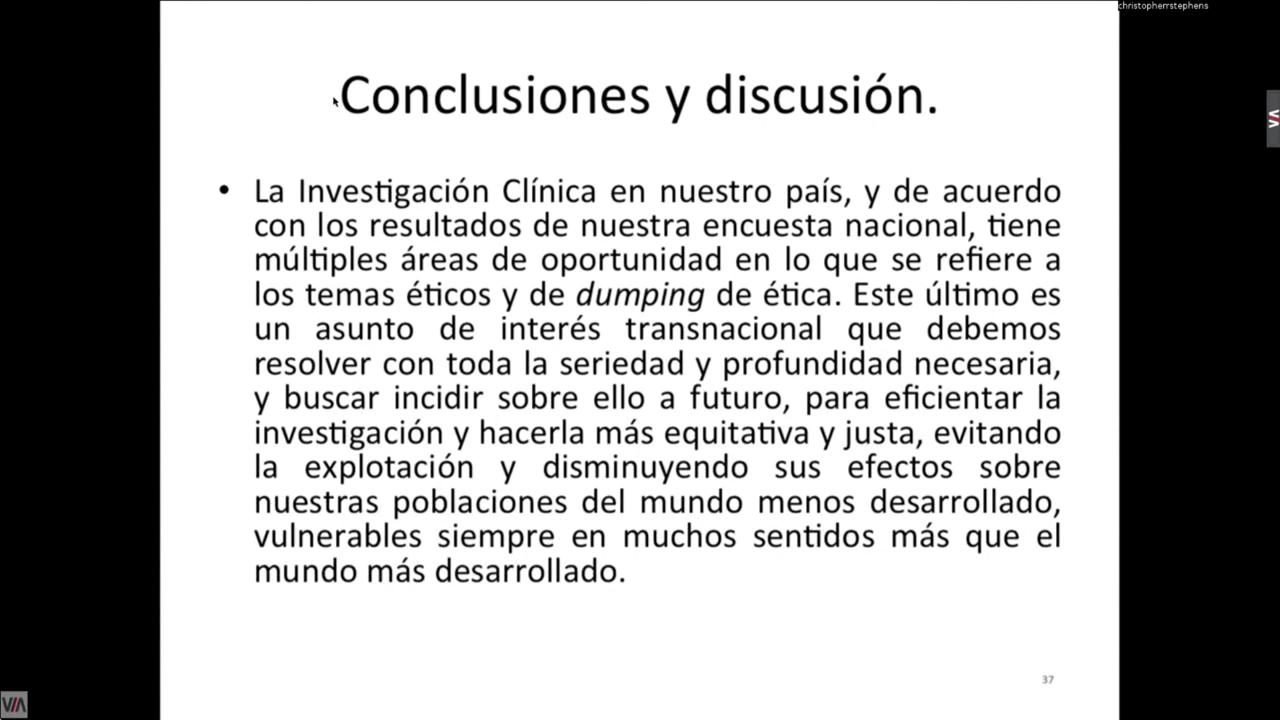 christopherrstephens
Conclusiones y discusión.
• La Investigación Clínica en nuestro país, y de acuerdo
con los resultados de nuestra encuesta nacional, tiene
múltiples áreas de oportunidad en lo que se refiere a
los temas éticos y de dumping de ética. Este último es
un asunto de interés transnacional que debemos
resolver con toda la seriedad y profundidad necesaria,
y buscar incidir sobre ello a futuro, para eficientar la
investigación y hacerla más equitativa y justa, evitando
la explotación y disminuyendo sus efectos sobre
nuestras poblaciones del mundo menos desarrollado,
vulnerables siempre en muchos sentidos más que el
mundo más desarrollado.
37
VIA